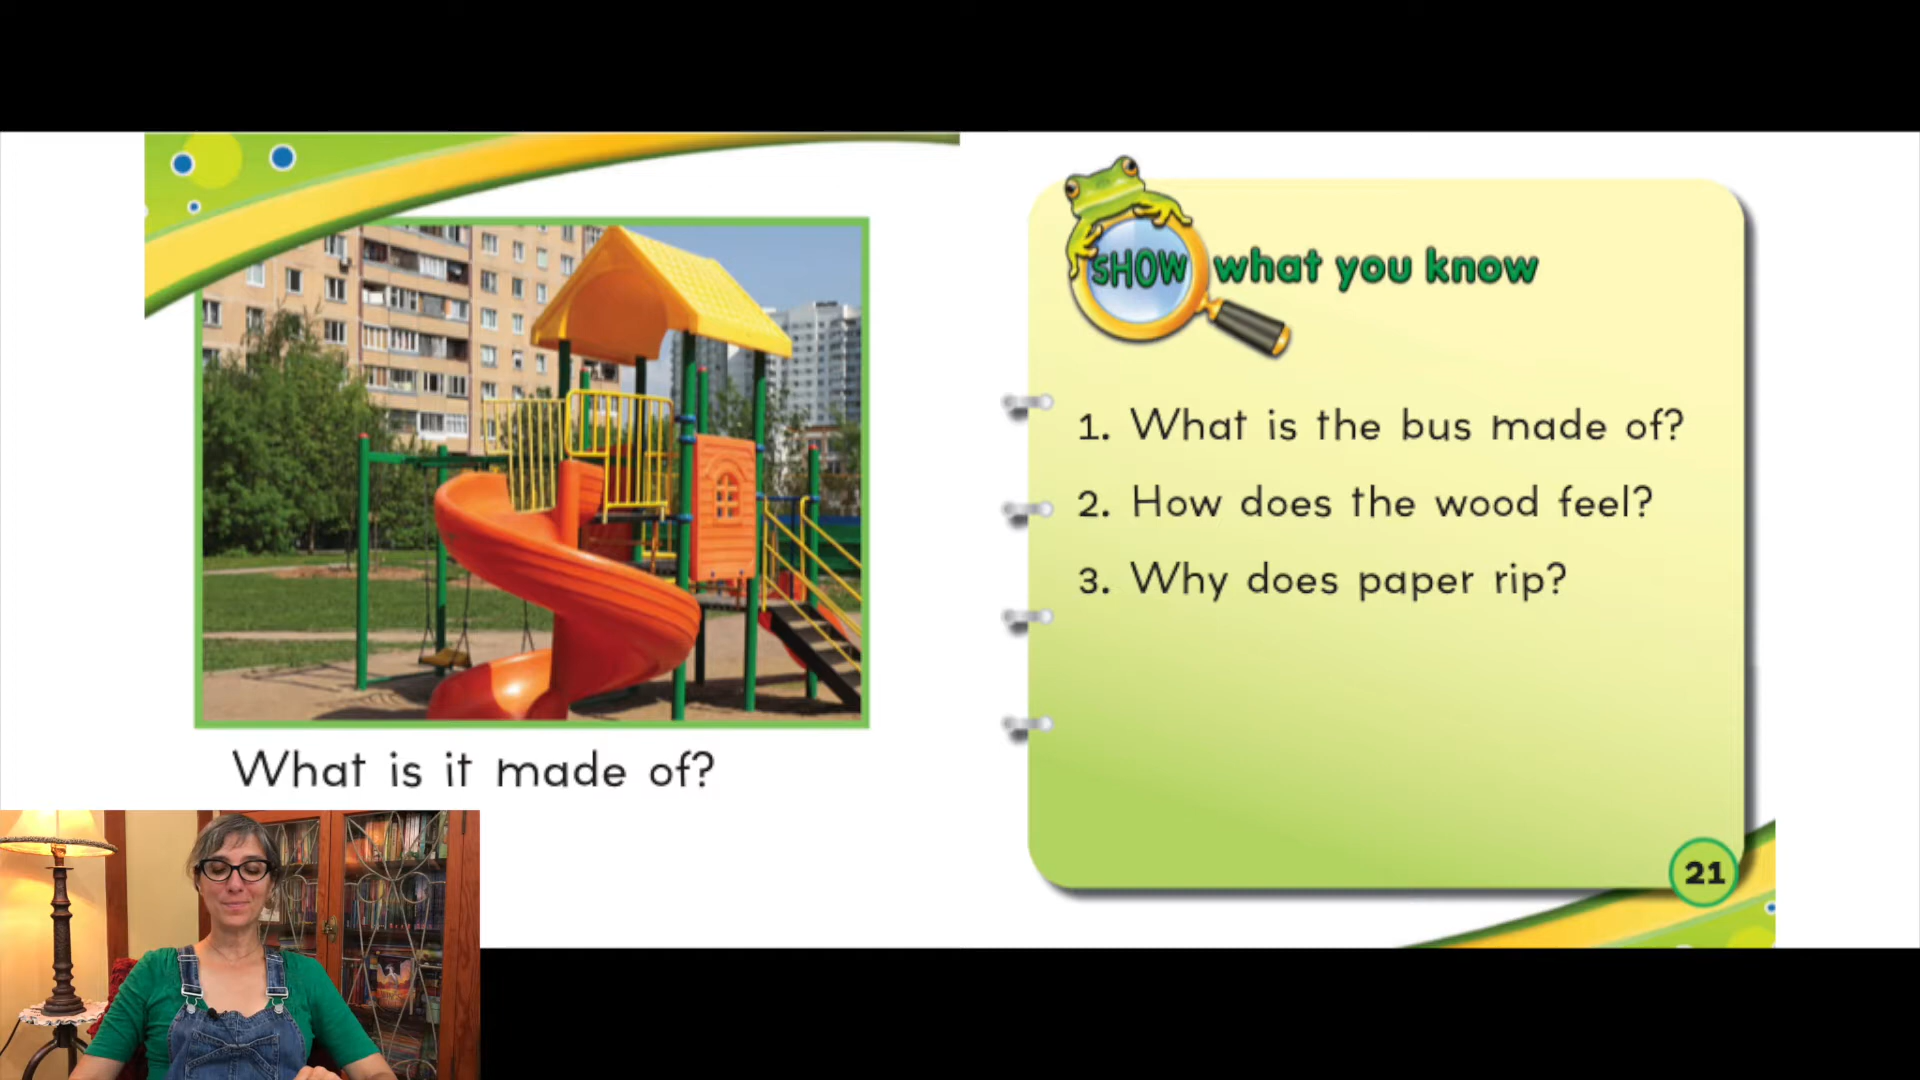 What is it made of?
SHOW what you know
1. What is the bus made of?
2. How does the wood feel?
3. Why does paper rip?
21